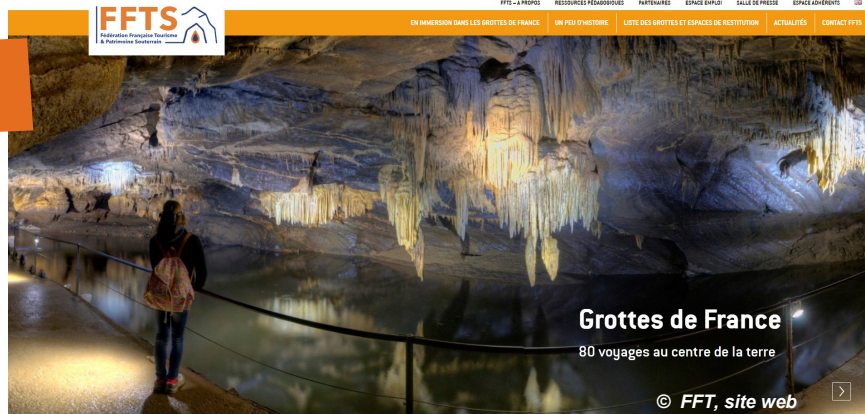 FFTS – A PROPOS RESSOURCES PÉDAGOGIQUES PARTENAIRES ESPACE EMPLOI SALLE DE PRESSE ESPACE ADHÉRENTS
FFTS
Fédération Française Tourisme
& Patrimoine Souterrain
EN IMMERSION DANS LES GROTTES DE FRANCE UN PEU D'HISTOIRE LISTE DES GROTTES ET ESPACES DE RESTITUTION ACTUALITÉS CONTACT FFTS
Grottes de France
80 voyages au centre de la terre
© FFT, site web